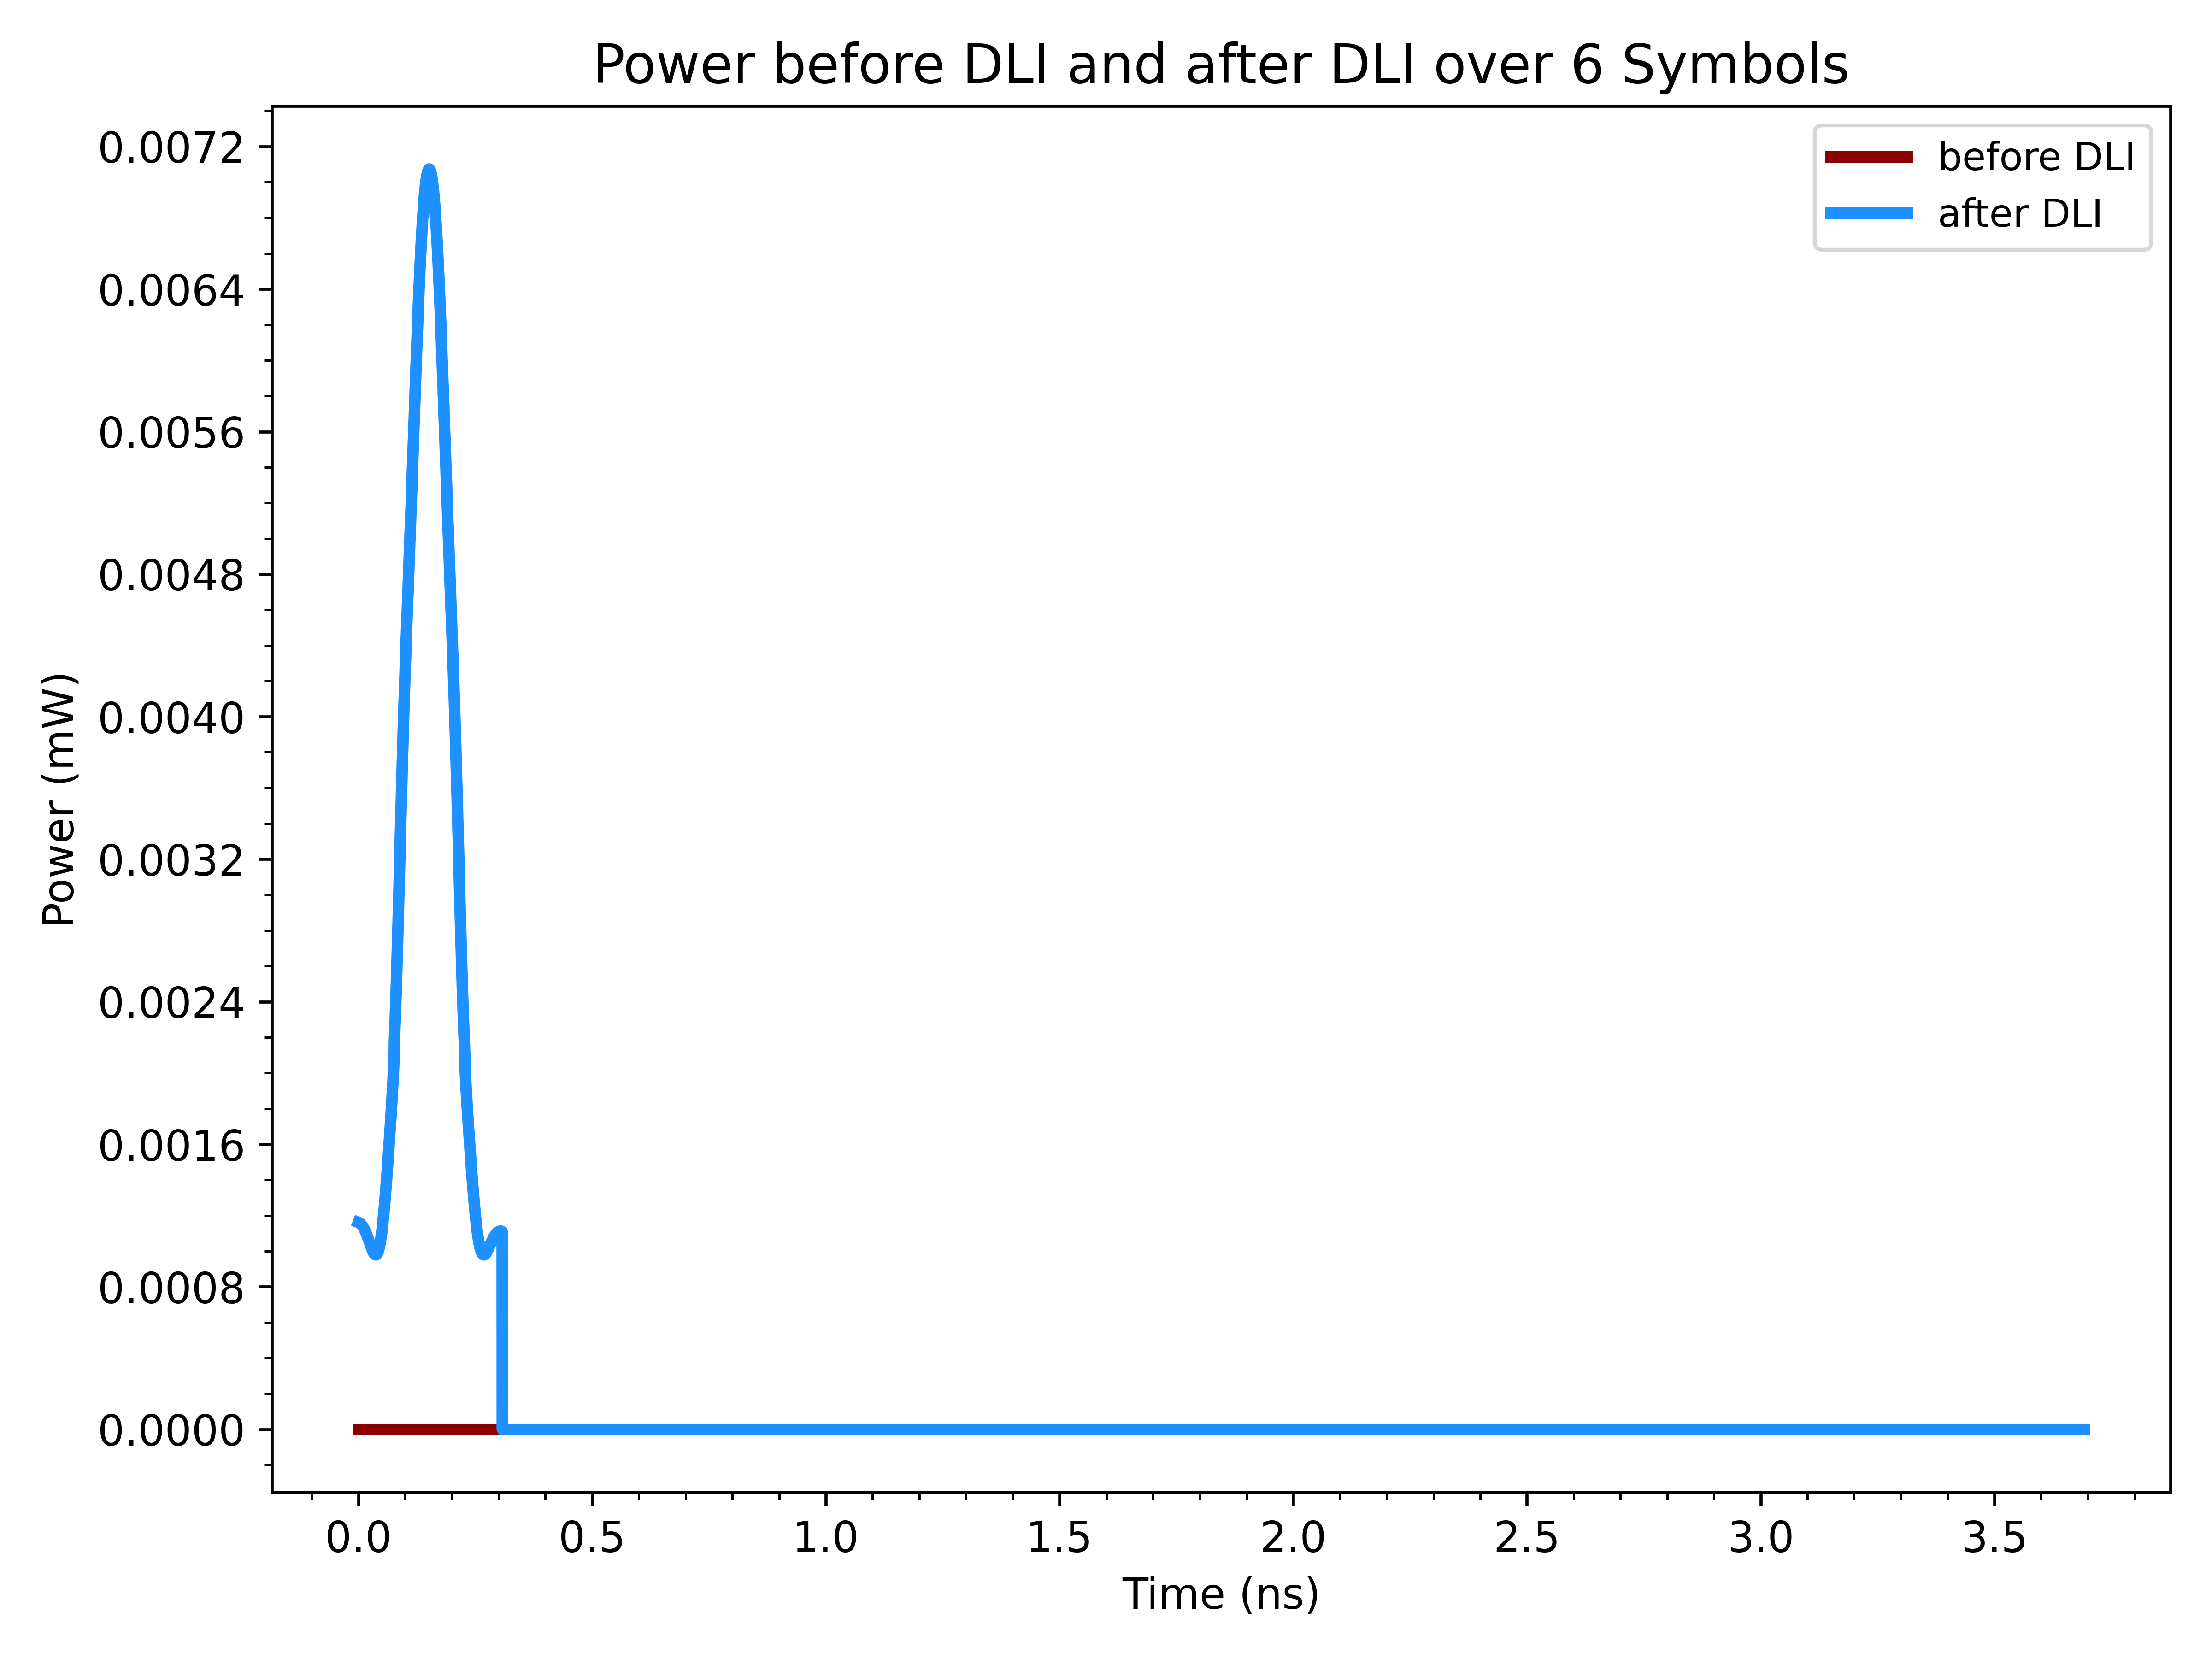 Power before DLI and after DLI over 6 Symbols
before DLI
after DLI
Power (mW)
0.0072
0.0064
0.0056
0.0048
0.0040
0.0032
0.0024
0.0016
0.0008
0.0000
0.0 0.5 1.0 1.5 2.0 2.5 3.0 3.5
Time (ns)